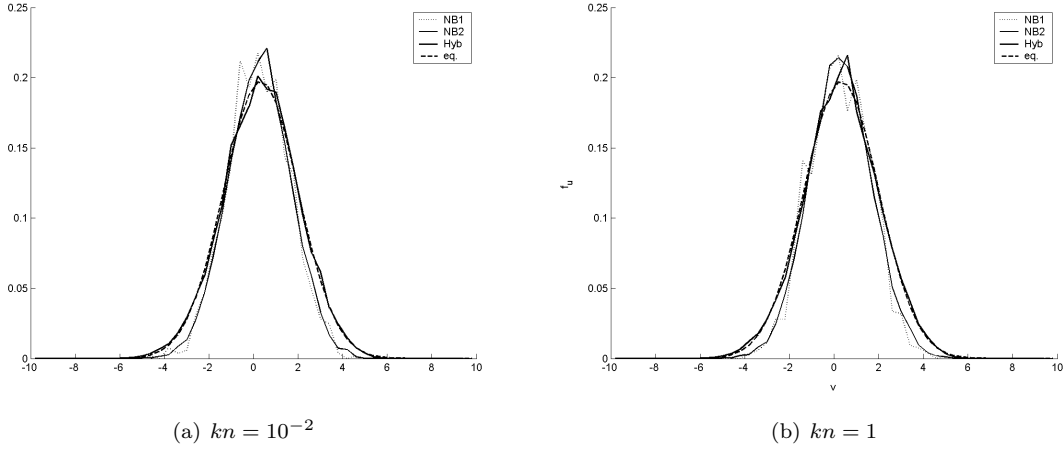 0.25
0.2
0.15
0.1
0.05
0
-10 -8 -6 -4 -2 0 2 4 6 8 10
NB1
NB2
Hyb
eq.
(a) kn = 10⁻²
0.25
0.2
0.15
0.1
0.05
0
-10 -8 -6 -4 -2 0 2 4 6 8 10
f_u
v
NB1
NB2
Hyb
eq.
(b) kn = 1